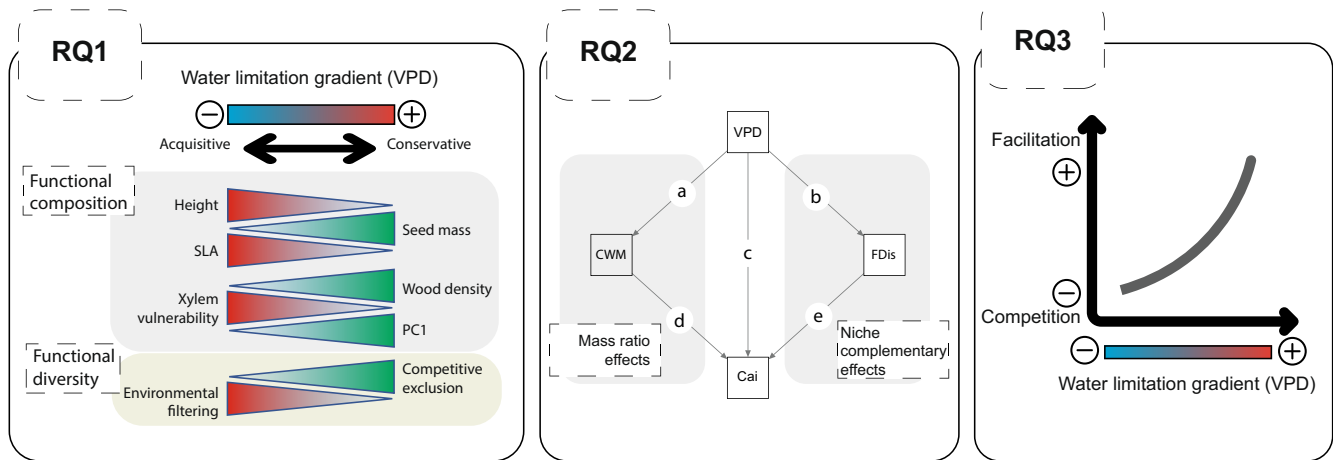 RQ1
Water limitation gradient (VPD)
− +
Acquisitive Conservative
Functional
composition
Height
Seed mass
SLA
Wood density
Xylem
vulnerability
PC1
Functional
diversity
Competitive
exclusion
Environmental
filtering
RQ2
VPD
a b
CWM c FDis
d e
Mass ratio
effects
Niche
complementary
effects
Cai
RQ3
Facilitation
+
−
Competition
− +
Water limitation gradient (VPD)